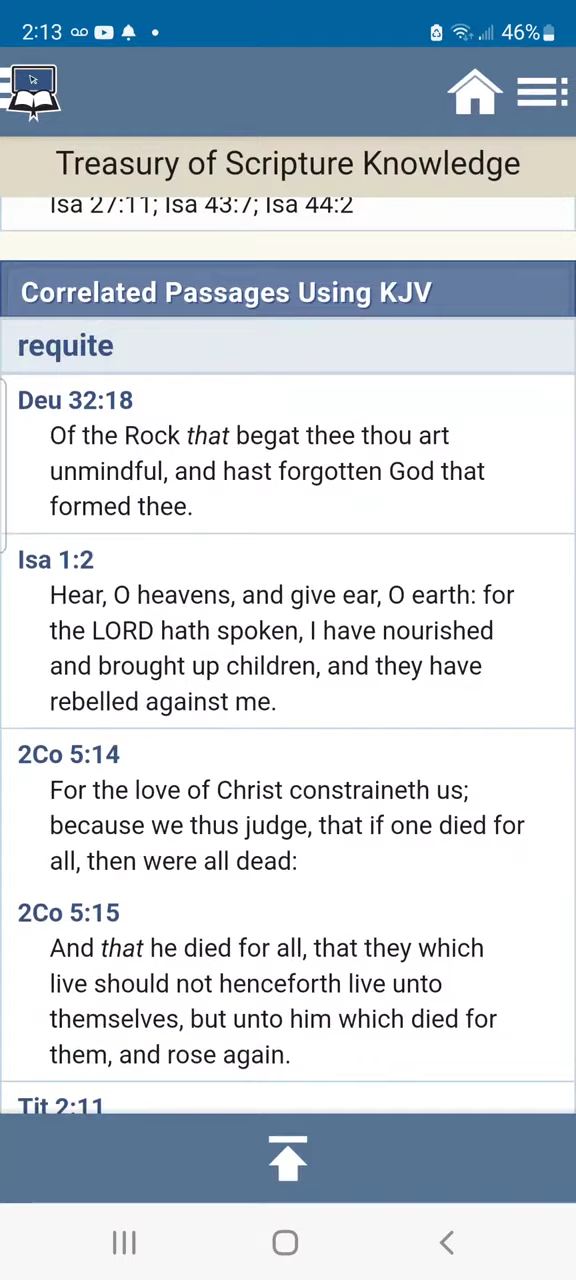 2:13 46%
Treasury of Scripture Knowledge
Isa 27:11; Isa 43:7; Isa 44:2
Correlated Passages Using KJV
requite
Deu 32:18
Of the Rock that begat thee thou art
unmindful, and hast forgotten God that
formed thee.
Isa 1:2
Hear, O heavens, and give ear, O earth: for
the LORD hath spoken, I have nourished
and brought up children, and they have
rebelled against me.
2Co 5:14
For the love of Christ constraineth us;
because we thus judge, that if one died for
all, then were all dead:
2Co 5:15
And that he died for all, that they which
live should not henceforth live unto
themselves, but unto him which died for
them, and rose again.
Tit 2:11